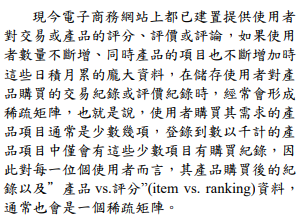 現今電子商務網站上都已建置提供使用者
對交易或產品的評分、評價或評論，如果使用
者數量不斷增、同時產品的項目也不斷增加時
這些日積月累的龐大資料，在儲存使用者對產
品購買的交易紀錄或評價紀錄時，經常會形成
稀疏矩陣，也就是說，使用者購買其需求的產
品項目通常是少數幾項，登錄到數以千計的產
品項目中僅會有這些少數項目有購買紀錄，因
此對每一位個使用者而言，其產品購買後的紀
錄以及”產品 vs.評分”(item vs. ranking)資料，
通常也會是一個稀疏矩陣。